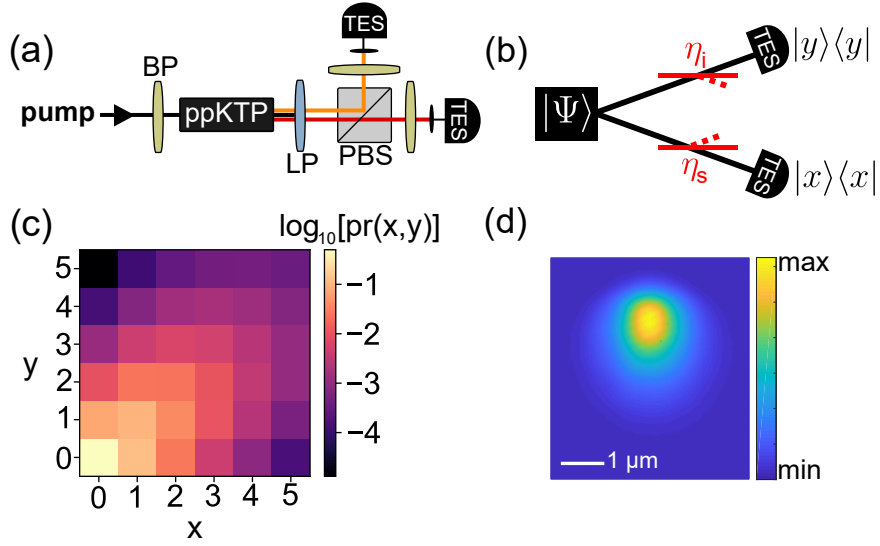 (a)
BP
pump
ppKTP
LP
PBS
TES
TES
(b)
|Ψ⟩
η_i
η_s
TES
|y⟩⟨y|
TES
|x⟩⟨x|
(c)
log₁₀[pr(x,y)]
5
4
3
2
1
0
y
0 1 2 3 4 5
x
−1
−2
−3
−4
(d)
max
min
1 μm